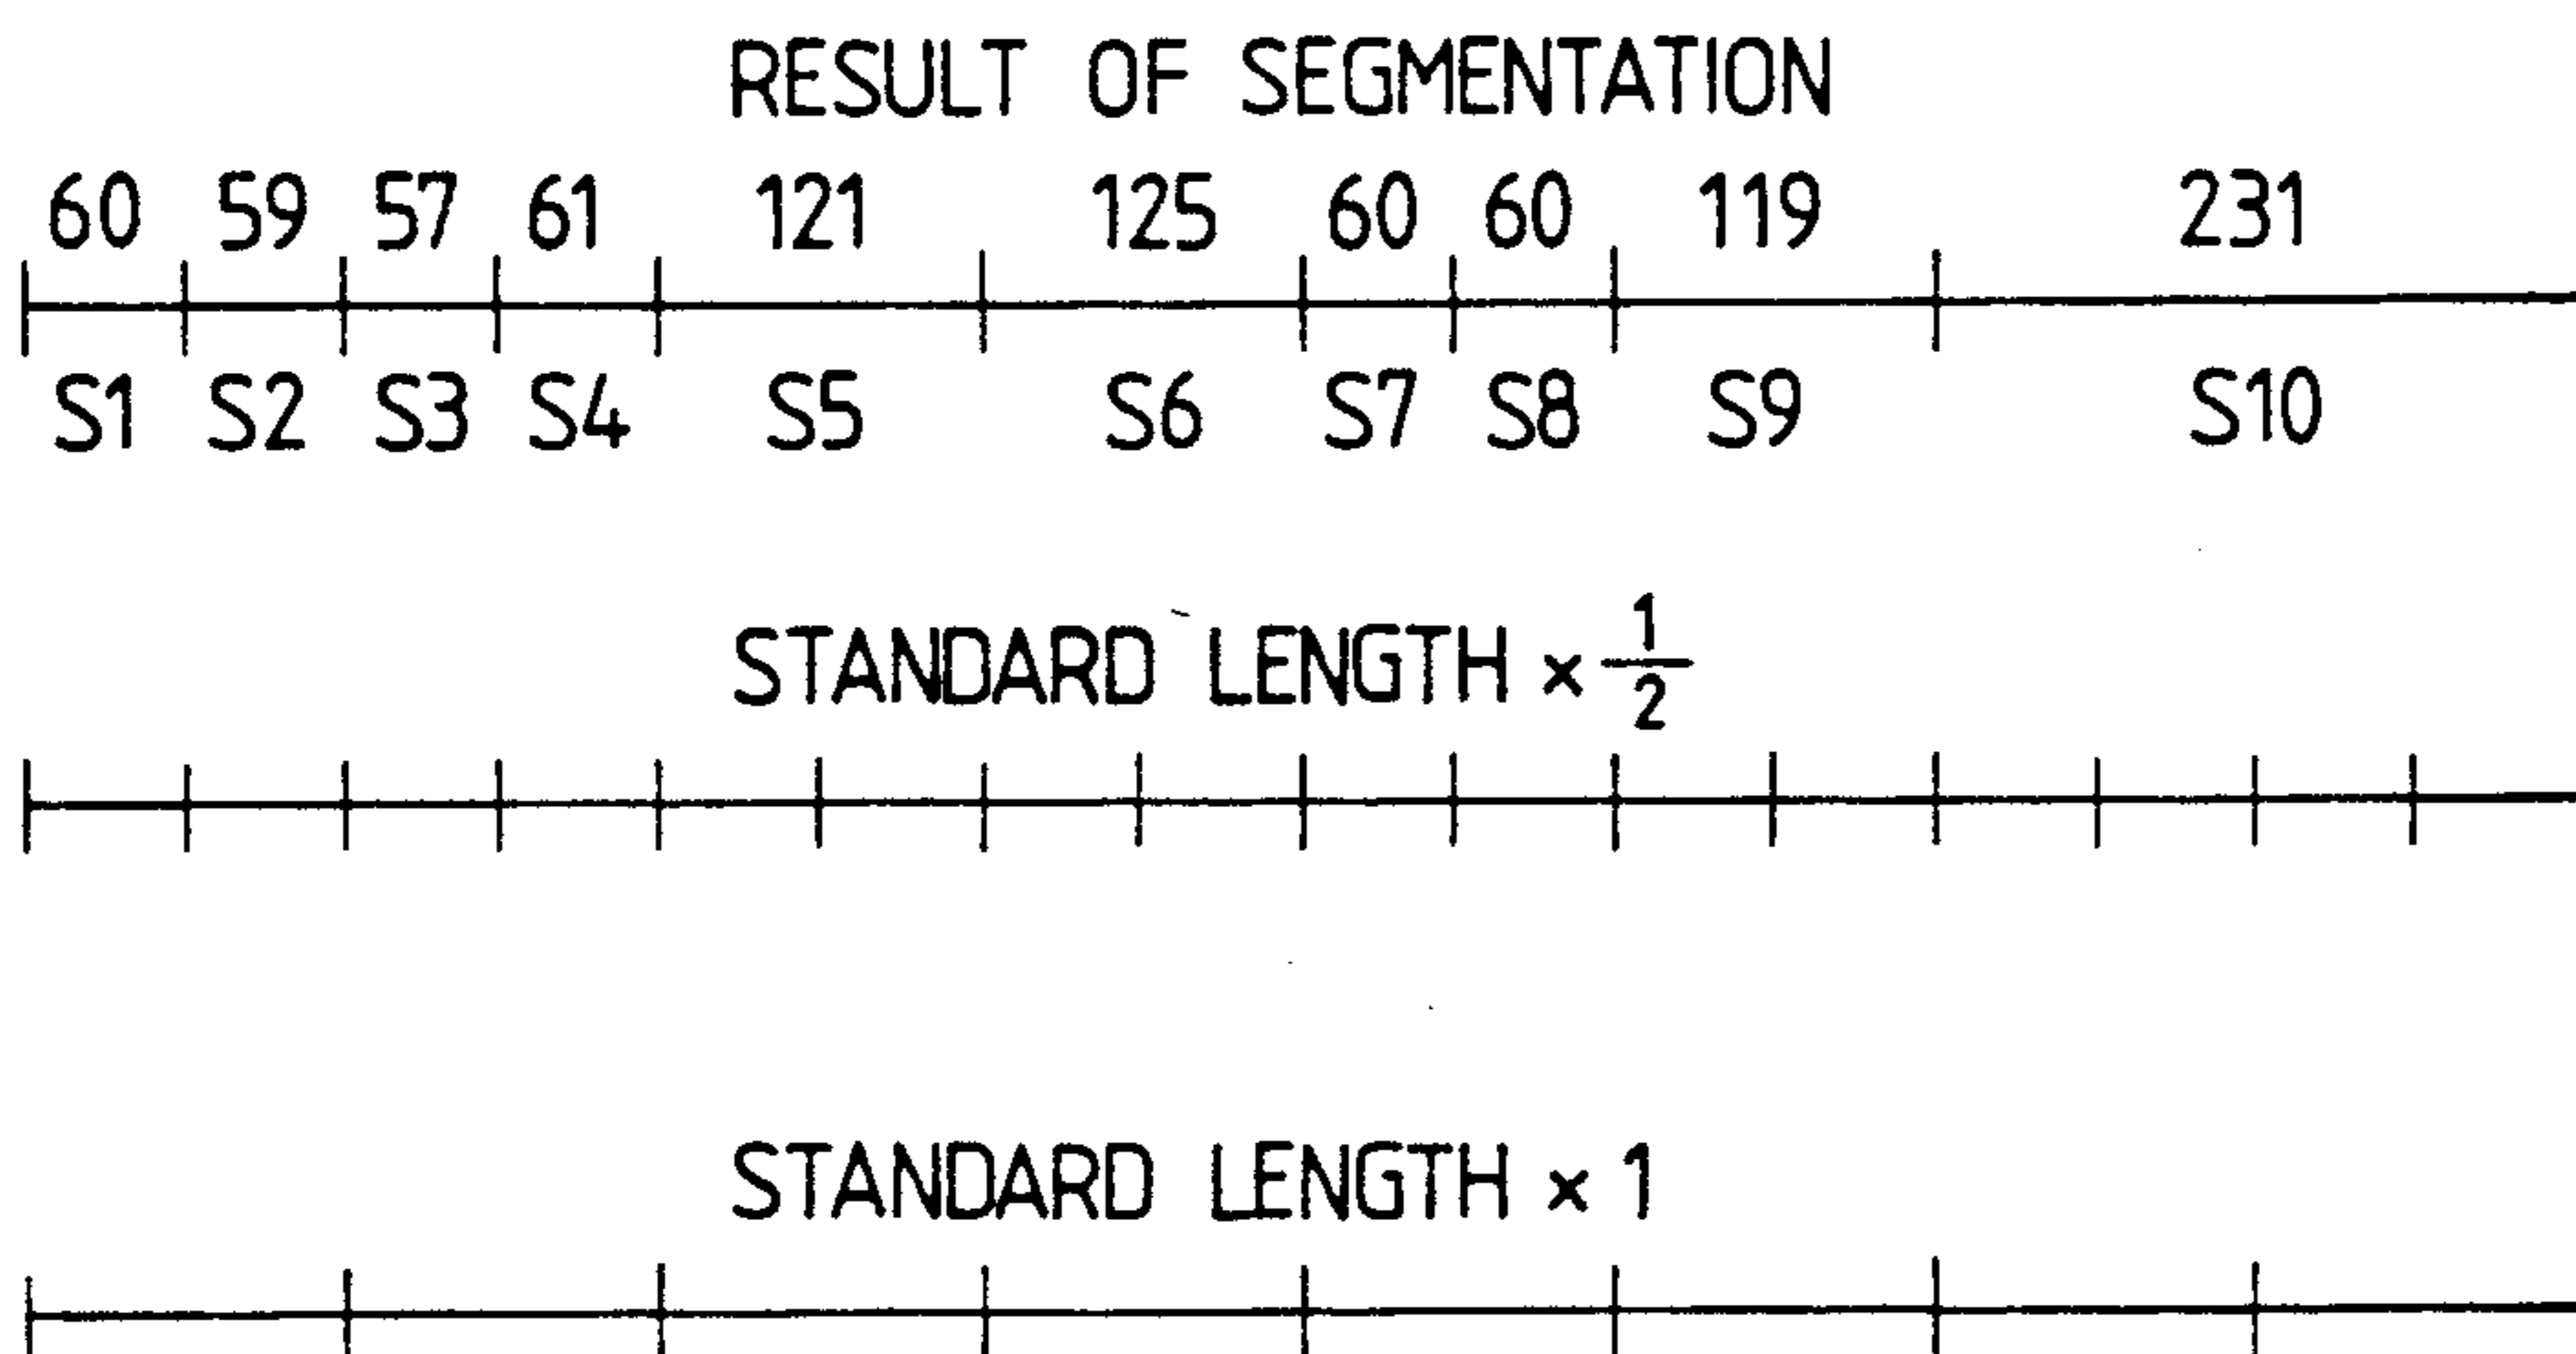 RESULT OF SEGMENTATION
60 59 57 61 121 125 60 60 119 231
S1 S2 S3 S4 S5 S6 S7 S8 S9 S10
STANDARD LENGTH × 1/2
STANDARD LENGTH × 1